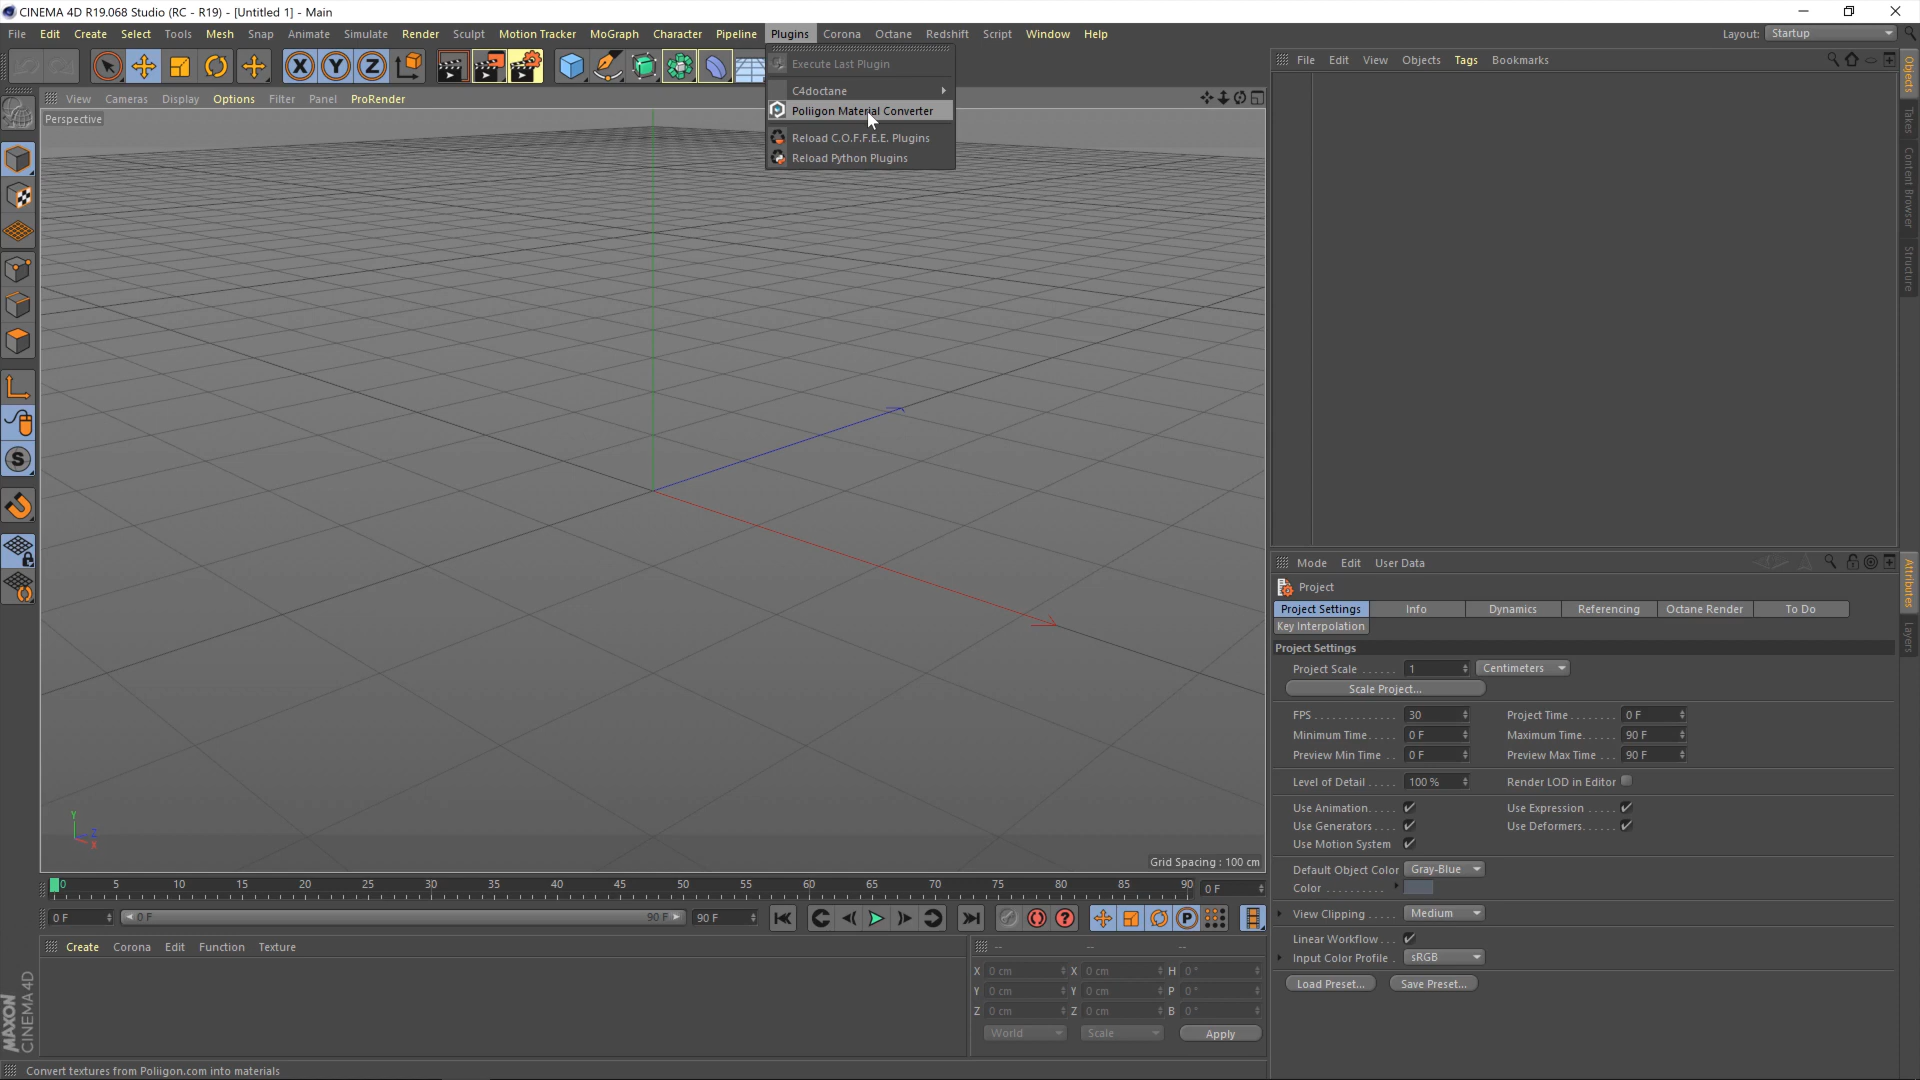 CINEMA 4D R19.068 Studio (RC - R19) - [Untitled 1] - Main
File Edit Create Select Tools Mesh Snap Animate Simulate Render Sculpt Motion Tracker MoGraph Character Pipeline Plugins Corona Octane Redshift Script Window Help
Layout: Startup
Execute Last Plugin
C4doctane
Poliigon Material Converter
Reload C.O.F.F.E.E. Plugins
Reload Python Plugins
X Y Z
View Cameras Display Options Filter Panel ProRender
Perspective
Y
Z
X
Grid Spacing : 100 cm
File Edit View Objects Tags Bookmarks
Objects
Takes
Content Browser
Structure
Mode Edit User Data
Attributes
Layers
Project
Project Settings Info Dynamics Referencing Octane Render To Do
Key Interpolation
Project Settings
Project Scale ...... 1 Centimeters
Scale Project...
FPS .............. 30 Project Time ........ 0 F
Minimum Time..... 0 F Maximum Time...... 90 F
Preview Min Time .. 0 F Preview Max Time ... 90 F
Level of Detail ..... 100 % Render LOD in Editor
Use Animation..... Use Expression .....
Use Generators .... Use Deformers......
Use Motion System
Default Object Color Gray-Blue
Color ..........
View Clipping ..... Medium
Linear Workflow...
Input Color Profile . sRGB
Load Preset... Save Preset...
0 5 10 15 20 25 30 35 40 45 50 55 60 65 70 75 80 85 90 0 F
0 F 0 F 90 F 90 F
P
S
Create Corona Edit Function Texture
-- -- --
X 0 cm X 0 cm H 0 °
Y 0 cm Y 0 cm P 0 °
Z 0 cm Z 0 cm B 0 °
World Scale Apply
MAXON
CINEMA 4D
Convert textures from Poliigon.com into materials